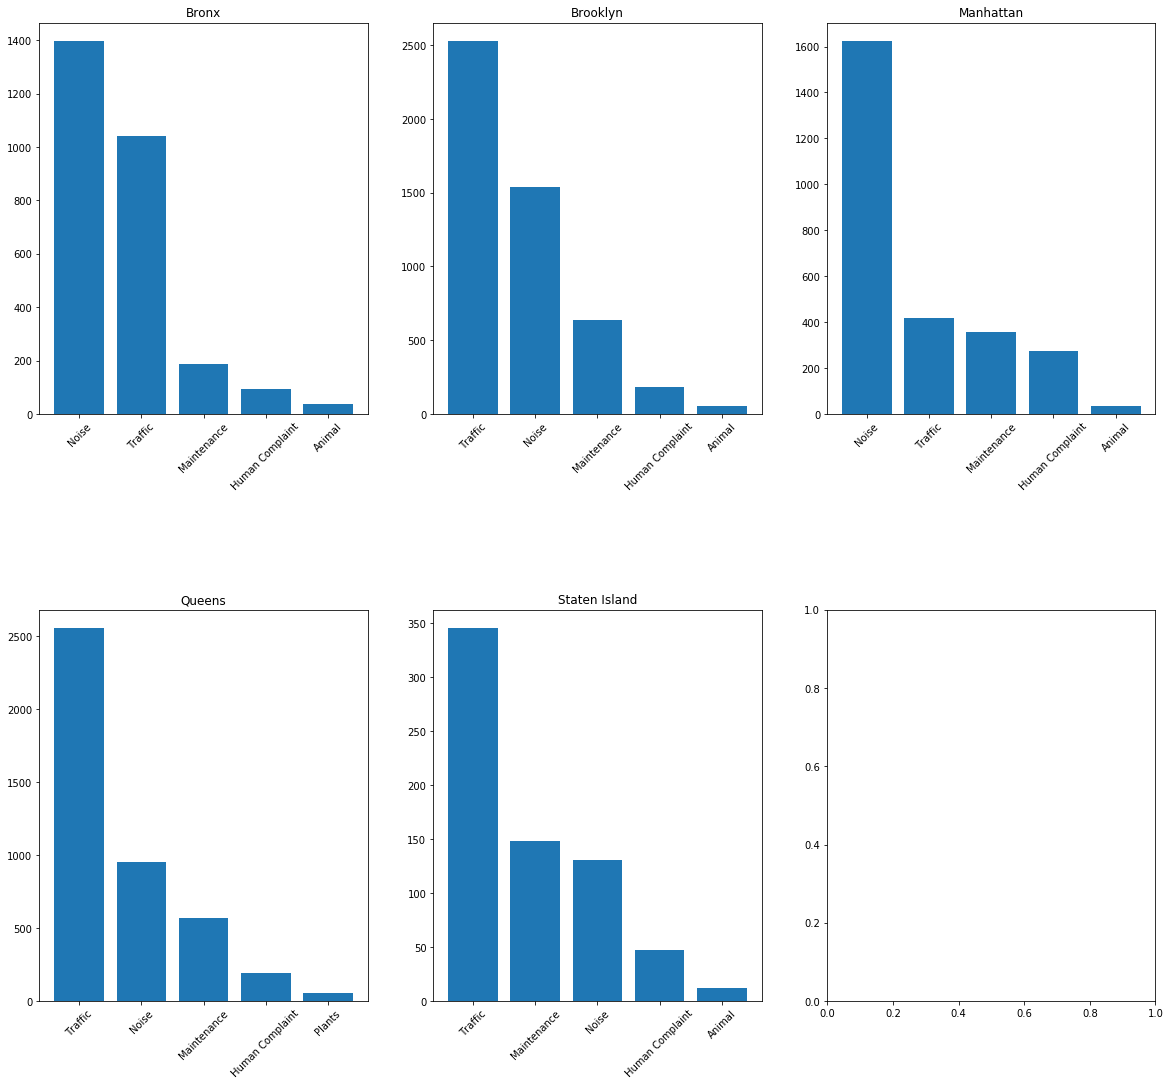 Bronx
1400
1200
1000
800
600
400
200
0
Noise
Traffic
Maintenance
Human Complaint
Animal
Brooklyn
2500
2000
1500
1000
500
0
Traffic
Noise
Maintenance
Human Complaint
Animal
Manhattan
1600
1400
1200
1000
800
600
400
200
0
Noise
Traffic
Maintenance
Human Complaint
Animal
Queens
2500
2000
1500
1000
500
0
Traffic
Noise
Maintenance
Human Complaint
Plants
Staten Island
350
300
250
200
150
100
50
0
Traffic
Maintenance
Noise
Human Complaint
Animal
1.0
0.8
0.6
0.4
0.2
0.0
0.0 0.2 0.4 0.6 0.8 1.0